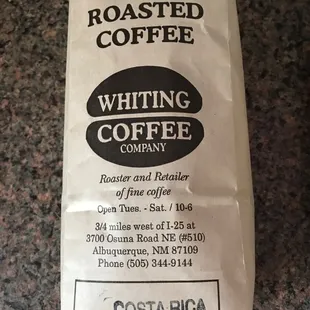 ROASTED
COFFEE
WHITING
COFFEE
COMPANY
Roaster and Retailer
of fine coffee
Open Tues. - Sat. / 10-6
3/4 miles west of I-25 at
3700 Osuna Road NE (#510)
Albuquerque, NM 87109
Phone (505) 344-9144
COSTA RICA